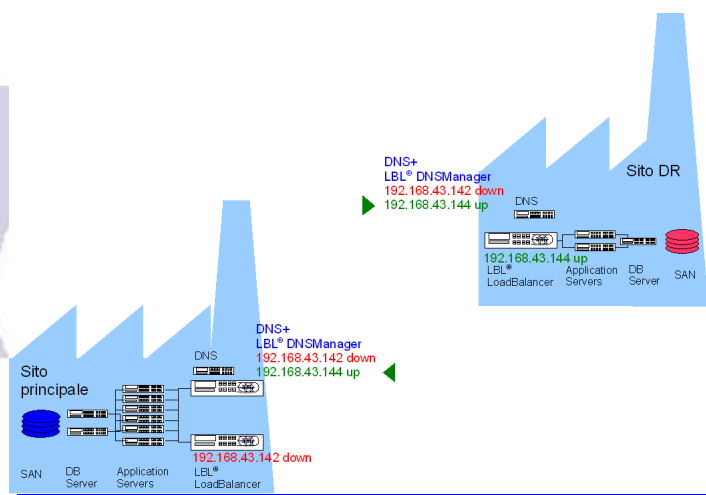 DNS+
LBL® DNSManager
192.168.43.142 down
192.168.43.144 up
Sito DR
DNS
192.168.43.144 up
LBL®
LoadBalancer
Application
Servers
DB
Server
SAN
DNS+
LBL® DNSManager
192.168.43.142 down
192.168.43.144 up
DNS
Sito
principale
192.168.43.142 down
SAN
DB
Server
Application
Servers
LBL®
LoadBalancer